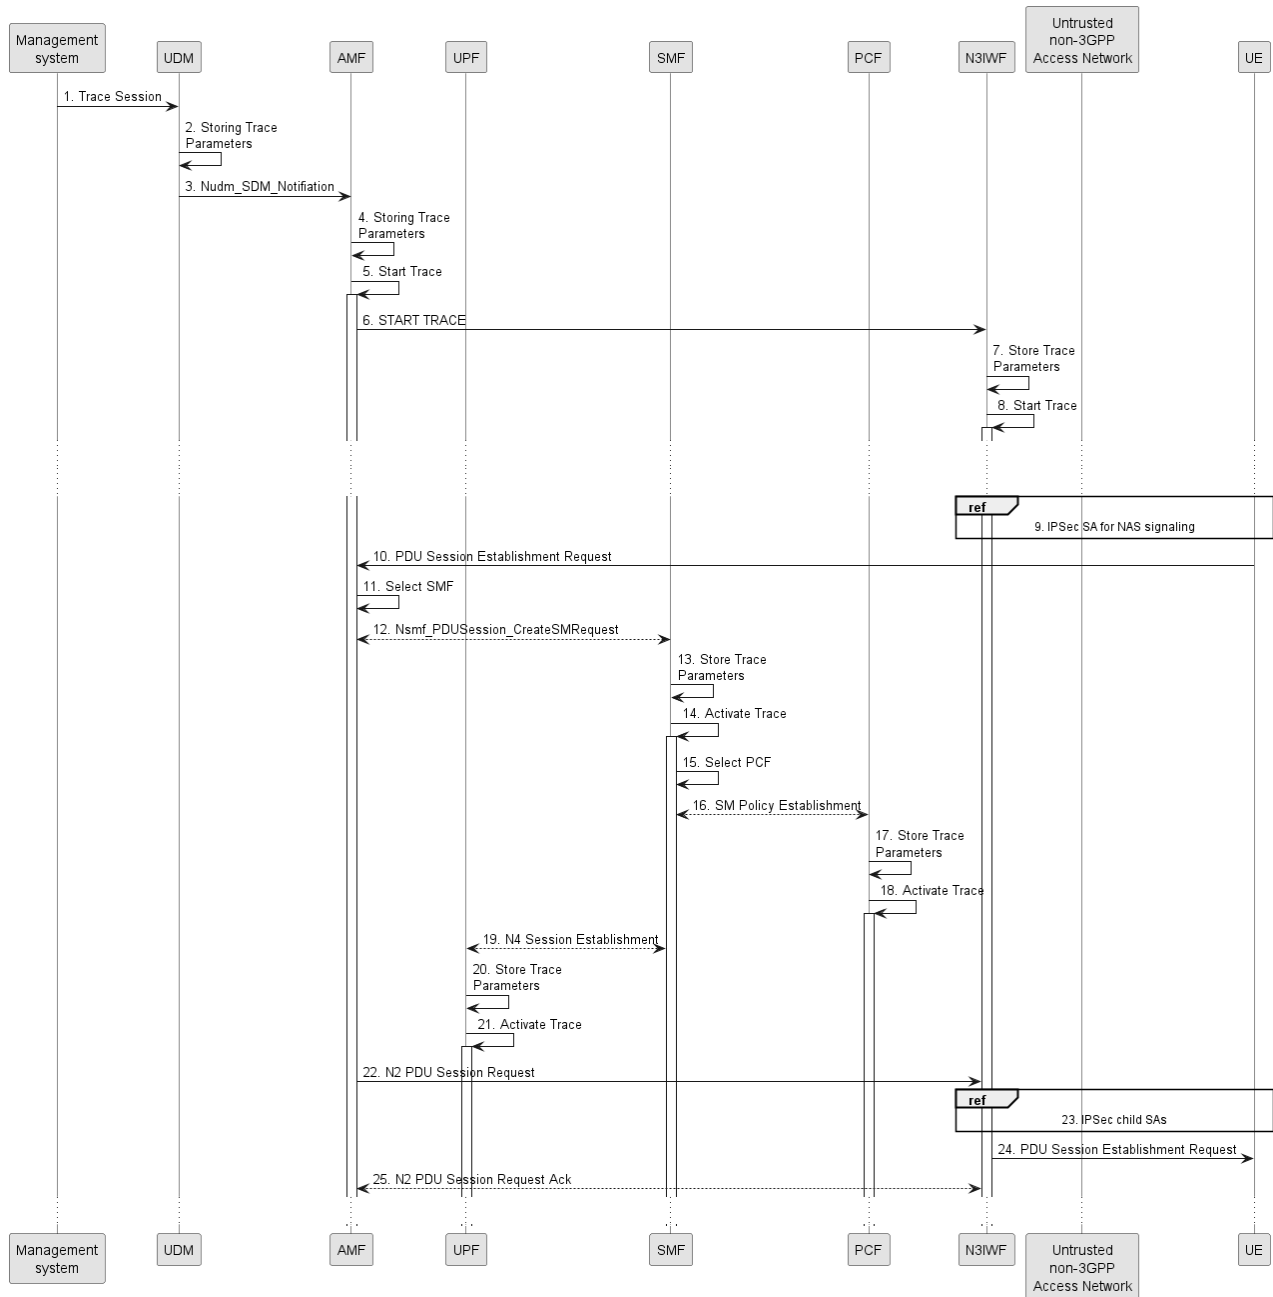 Management
system
UDM
AMF
UPF
SMF
PCF
N3IWF
Untrusted
non-3GPP
Access Network
UE
1. Trace Session
2. Storing Trace
Parameters
3. Nudm_SDM_Notifiation
4. Storing Trace
Parameters
5. Start Trace
6. START TRACE
7. Store Trace
Parameters
8. Start Trace
ref
9. IPSec SA for NAS signaling
10. PDU Session Establishment Request
11. Select SMF
12. Nsmf_PDUSession_CreateSMRequest
13. Store Trace
Parameters
14. Activate Trace
15. Select PCF
16. SM Policy Establishment
17. Store Trace
Parameters
18. Activate Trace
19. N4 Session Establishment
20. Store Trace
Parameters
21. Activate Trace
22. N2 PDU Session Request
ref
23. IPSec child SAs
24. PDU Session Establishment Request
25. N2 PDU Session Request Ack
Management
system
UDM
AMF
UPF
SMF
PCF
N3IWF
Untrusted
non-3GPP
Access Network
UE